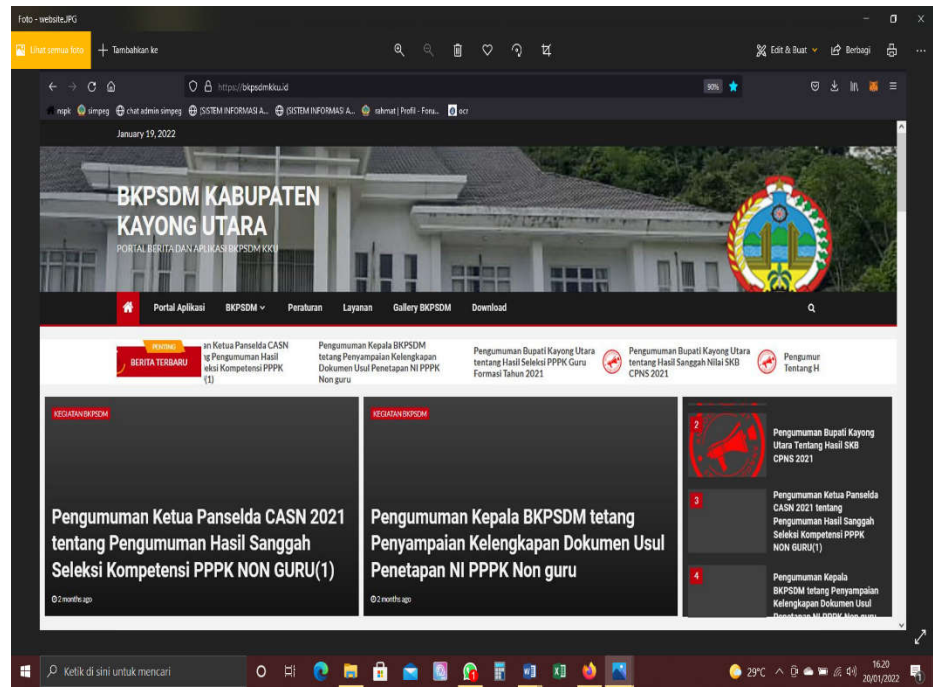 Foto - website.JPG
Lihat semua foto
Tambahkan ke
Edit & Buat
Berbagi
https://bkpsdmkku.id
90%
nspk
simpeg
chat admin simpeg
(SISTEM INFORMASI A...
(SISTEM INFORMASI A...
rahmat | Profil - Foru...
ocr
January 19, 2022
BKPSDM KABUPATEN
KAYONG UTARA
PORTAL BERITA DAN APLIKASI BKPSDM KKU
Portal Aplikasi
BKPSDM
Peraturan
Layanan
Gallery BKPSDM
Download
PENTING
BERITA TERBARU
an Ketua Panselda CASN
g Pengumuman Hasil
eksi Kompetensi PPPK
(1)
Pengumuman Kepala BKPSDM
tetang Penyampaian Kelengkapan
Dokumen Usul Penetapan NI PPPK
Non guru
Pengumuman Bupati Kayong Utara
tentang Hasil Seleksi PPPK Guru
Formasi Tahun 2021
Pengumuman Bupati Kayong Utara
tentang Hasil Sanggah Nilai SKB
CPNS 2021
Pengumur
Tentang H
KEGIATAN BKPSDM
Pengumuman Ketua Panselda CASN 2021
tentang Pengumuman Hasil Sanggah
Seleksi Kompetensi PPPK NON GURU(1)
2 months ago
KEGIATAN BKPSDM
Pengumuman Kepala BKPSDM tetang
Penyampaian Kelengkapan Dokumen Usul
Penetapan NI PPPK Non guru
2 months ago
2
Pengumuman Bupati Kayong
Utara Tentang Hasil SKB
CPNS 2021
3
Pengumuman Ketua Panselda
CASN 2021 tentang
Pengumuman Hasil Sanggah
Seleksi Kompetensi PPPK
NON GURU(1)
4
Pengumuman Kepala
BKPSDM tetang Penyampaian
Kelengkapan Dokumen Usul
Penetapan NI PPPK Non guru
Ketik di sini untuk mencari
29°C
16.20
20/01/2022